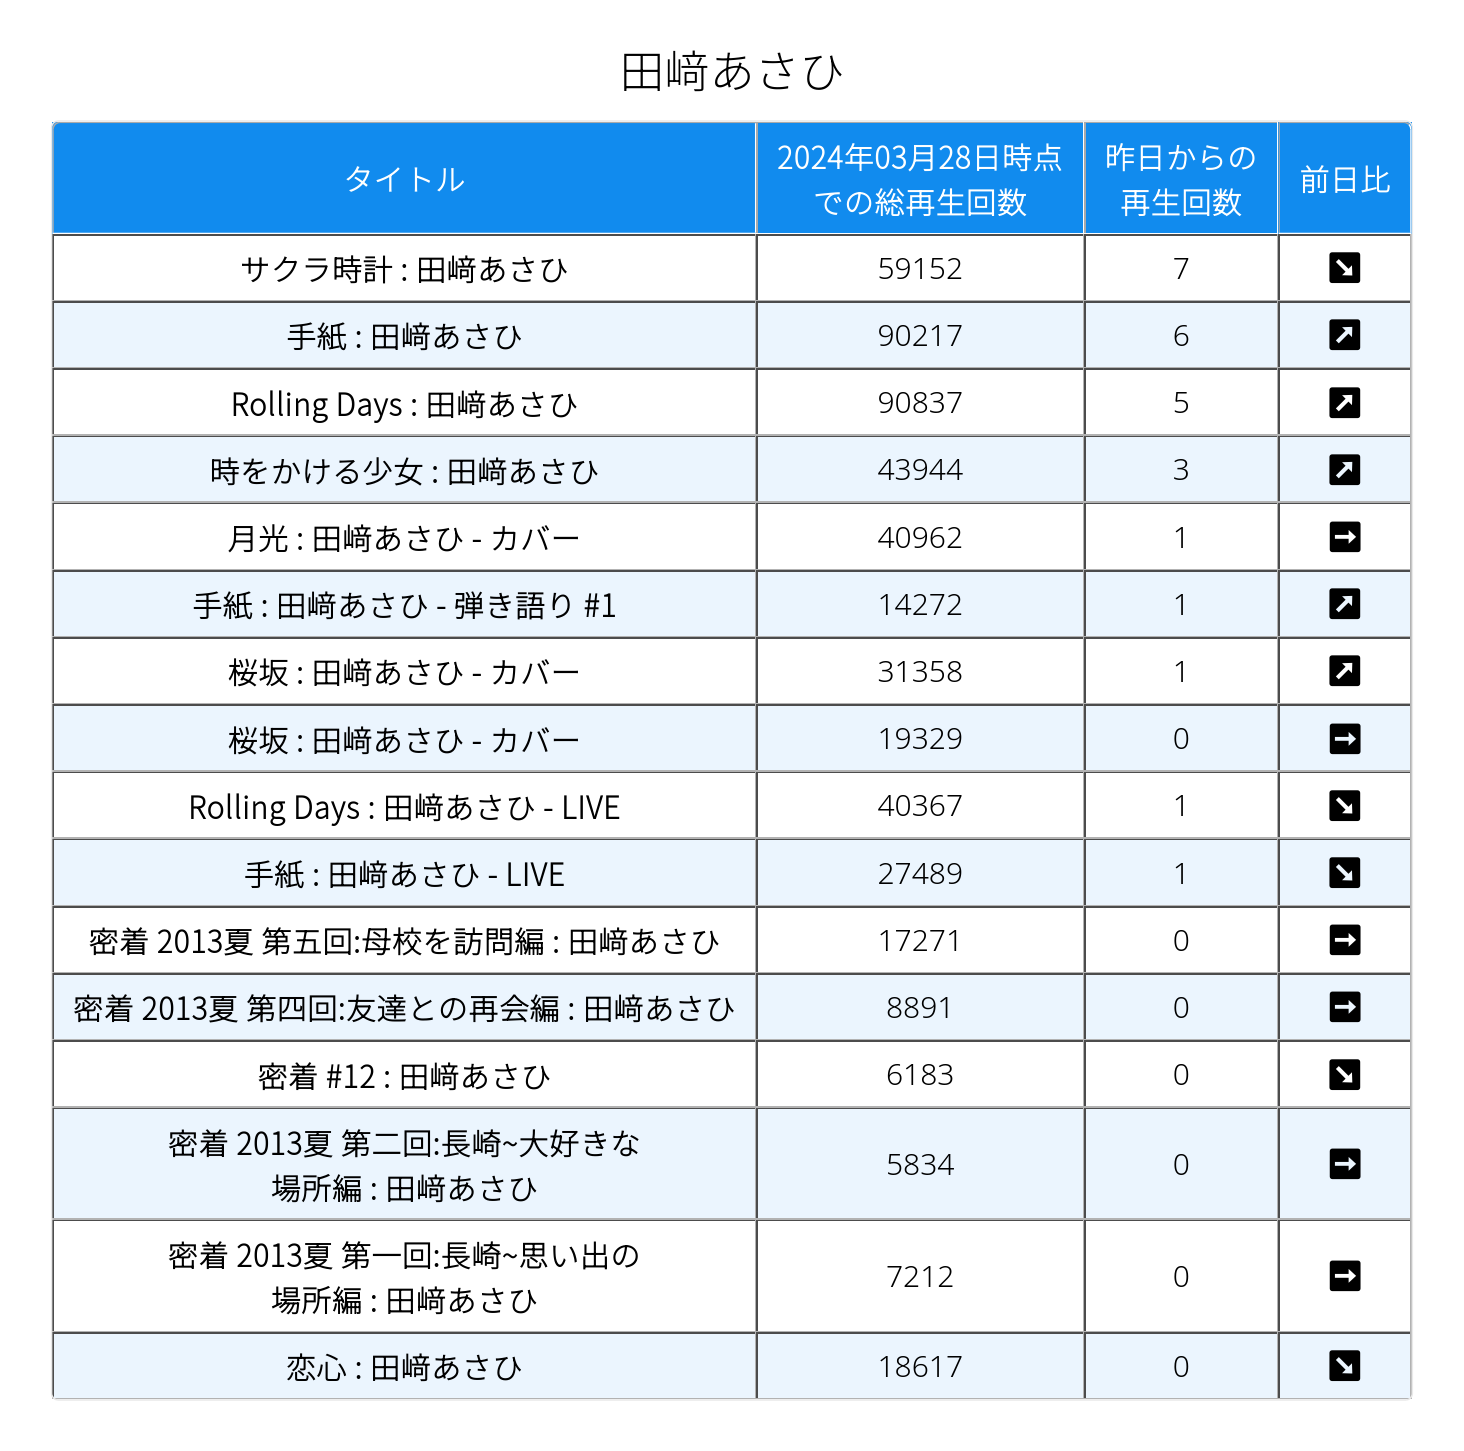 田﨑あさひ
タイトル
2024年03月28日時点
での総再生回数
昨日からの
再生回数
前日比
サクラ時計 : 田﨑あさひ 59152 7 ↘
手紙 : 田﨑あさひ 90217 6 ↗
Rolling Days : 田﨑あさひ 90837 5 ↗
時をかける少女 : 田﨑あさひ 43944 3 ↗
月光 : 田﨑あさひ - カバー 40962 1 →
手紙 : 田﨑あさひ - 弾き語り #1 14272 1 ↗
桜坂 : 田﨑あさひ - カバー 31358 1 ↗
桜坂 : 田﨑あさひ - カバー 19329 0 →
Rolling Days : 田﨑あさひ - LIVE 40367 1 ↘
手紙 : 田﨑あさひ - LIVE 27489 1 ↘
密着 2013夏 第五回:母校を訪問編 : 田﨑あさひ 17271 0 →
密着 2013夏 第四回:友達との再会編 : 田﨑あさひ 8891 0 →
密着 #12 : 田﨑あさひ 6183 0 ↘
密着 2013夏 第二回:長崎~大好きな
場所編 : 田﨑あさひ 5834 0 →
密着 2013夏 第一回:長崎~思い出の
場所編 : 田﨑あさひ 7212 0 →
恋心 : 田﨑あさひ 18617 0 ↘